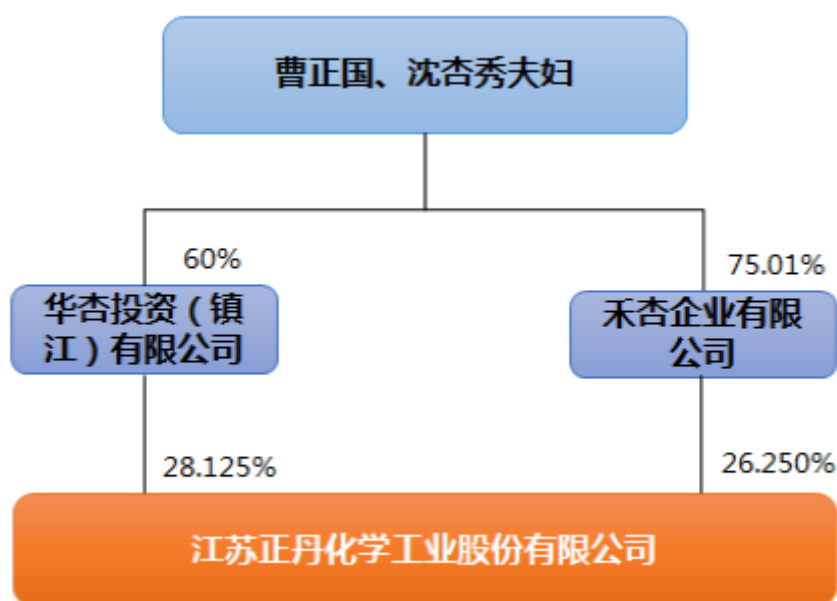 曹正国、沈杏秀夫妇
60%
75.01%
华杏投资（镇
江）有限公司
禾杏企业有限
公司
28.125%
26.250%
江苏正丹化学工业股份有限公司